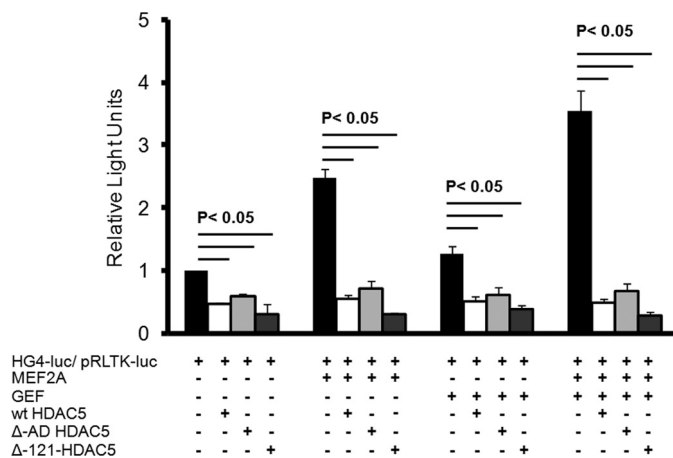 5
4
3
2
1
0
Relative Light Units
P< 0.05
P< 0.05
P< 0.05
P< 0.05
HG4-luc/ pRLTK-luc + + + + + + + + + + + + + + + +
MEF2A - - - - + + + + - - - - + + + +
GEF - - - - - - - - + + + + + + + +
wt HDAC5 - + - - - + - - - + - - - + - -
Δ-AD HDAC5 - - + - - - + - - - + - - - + -
Δ-121-HDAC5 - - - + - - - + - - - + - - - +